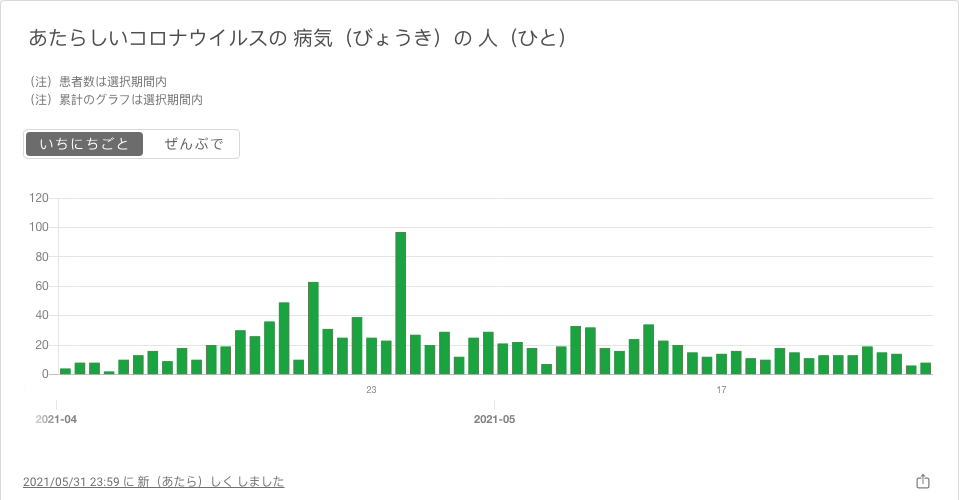 あたらしいコロナウイルスの 病気（びょうき）の 人（ひと）
（注）患者数は選択期間内
（注）累計のグラフは選択期間内
いちにちごと ぜんぶで
120
100
80
60
40
20
0
23 17
2021-04 2021-05
2021/05/31 23:59 に 新（あたら）しく しました